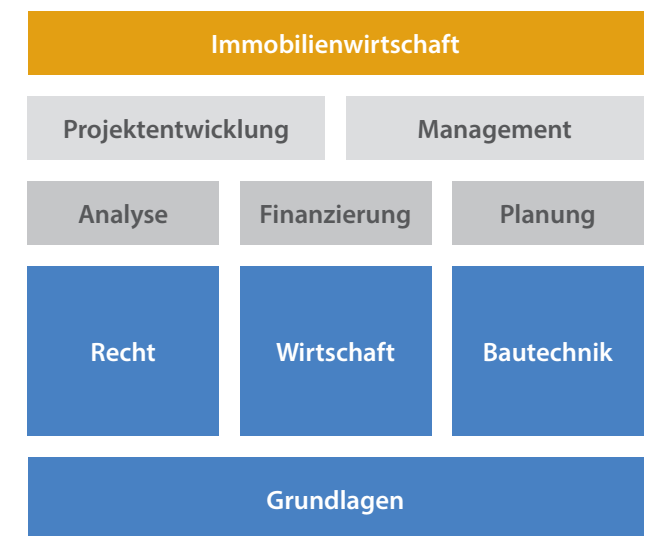 Immobilienwirtschaft
Projektentwicklung
Management
Analyse
Finanzierung
Planung
Recht
Wirtschaft
Bautechnik
Grundlagen